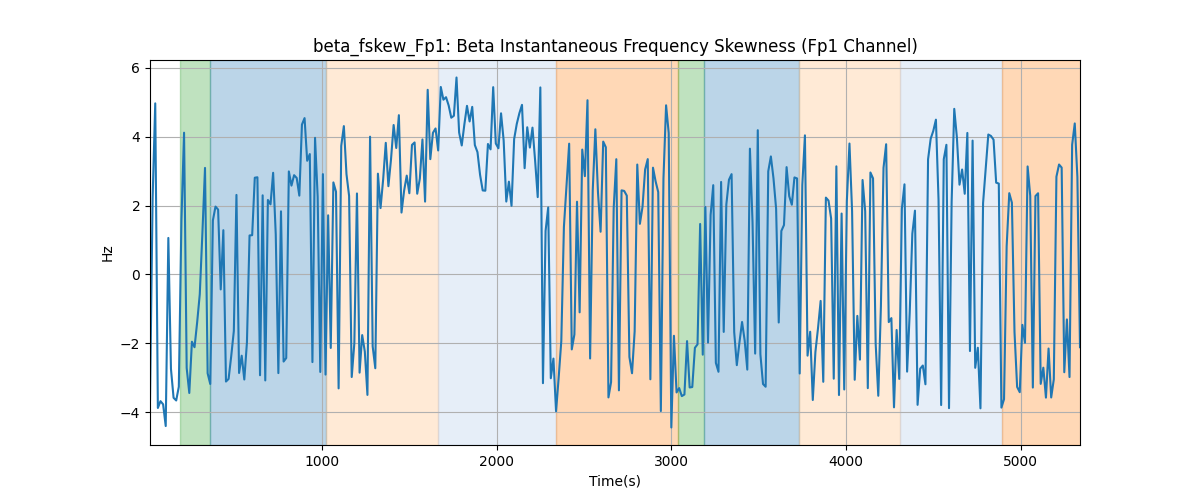 beta_fskew_Fp1: Beta Instantaneous Frequency Skewness (Fp1 Channel)
6
4
2
0
−2
−4
Hz
1000 2000 3000 4000 5000
Time(s)